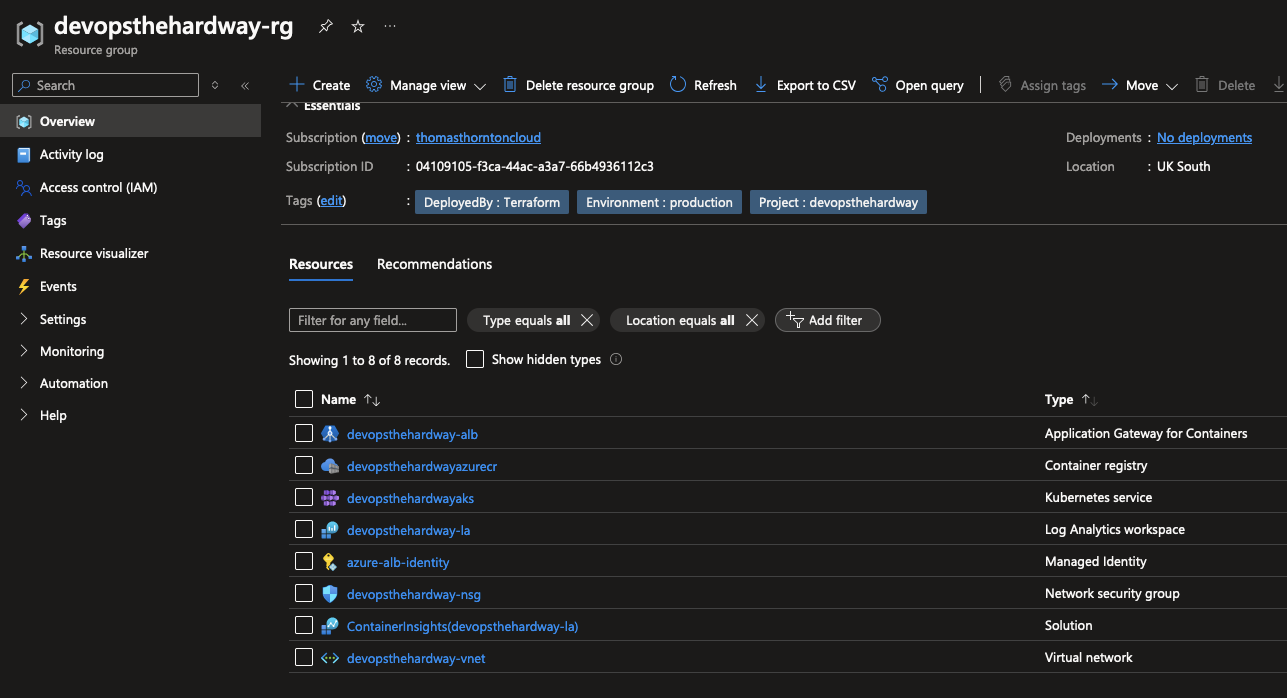 devopsthehardway-rg
Resource group
Search
Overview
Activity log
Access control (IAM)
Tags
Resource visualizer
Events
Settings
Monitoring
Automation
Help
Create Manage view Delete resource group Refresh Export to CSV Open query Assign tags Move Delete
Essentials
Subscription (move) : thomasthorntoncloud Deployments : No deployments
Subscription ID : 04109105-f3ca-44ac-a3a7-66b4936112c3 Location : UK South
Tags (edit) : DeployedBy : Terraform Environment : production Project : devopsthehardway
Resources Recommendations
Filter for any field... Type equals all Location equals all Add filter
Showing 1 to 8 of 8 records. Show hidden types
Name Type
devopsthehardway-alb Application Gateway for Containers
devopsthehardwayazurecr Container registry
devopsthehardwayaks Kubernetes service
devopsthehardway-la Log Analytics workspace
azure-alb-identity Managed Identity
devopsthehardway-nsg Network security group
ContainerInsights(devopsthehardway-la) Solution
devopsthehardway-vnet Virtual network